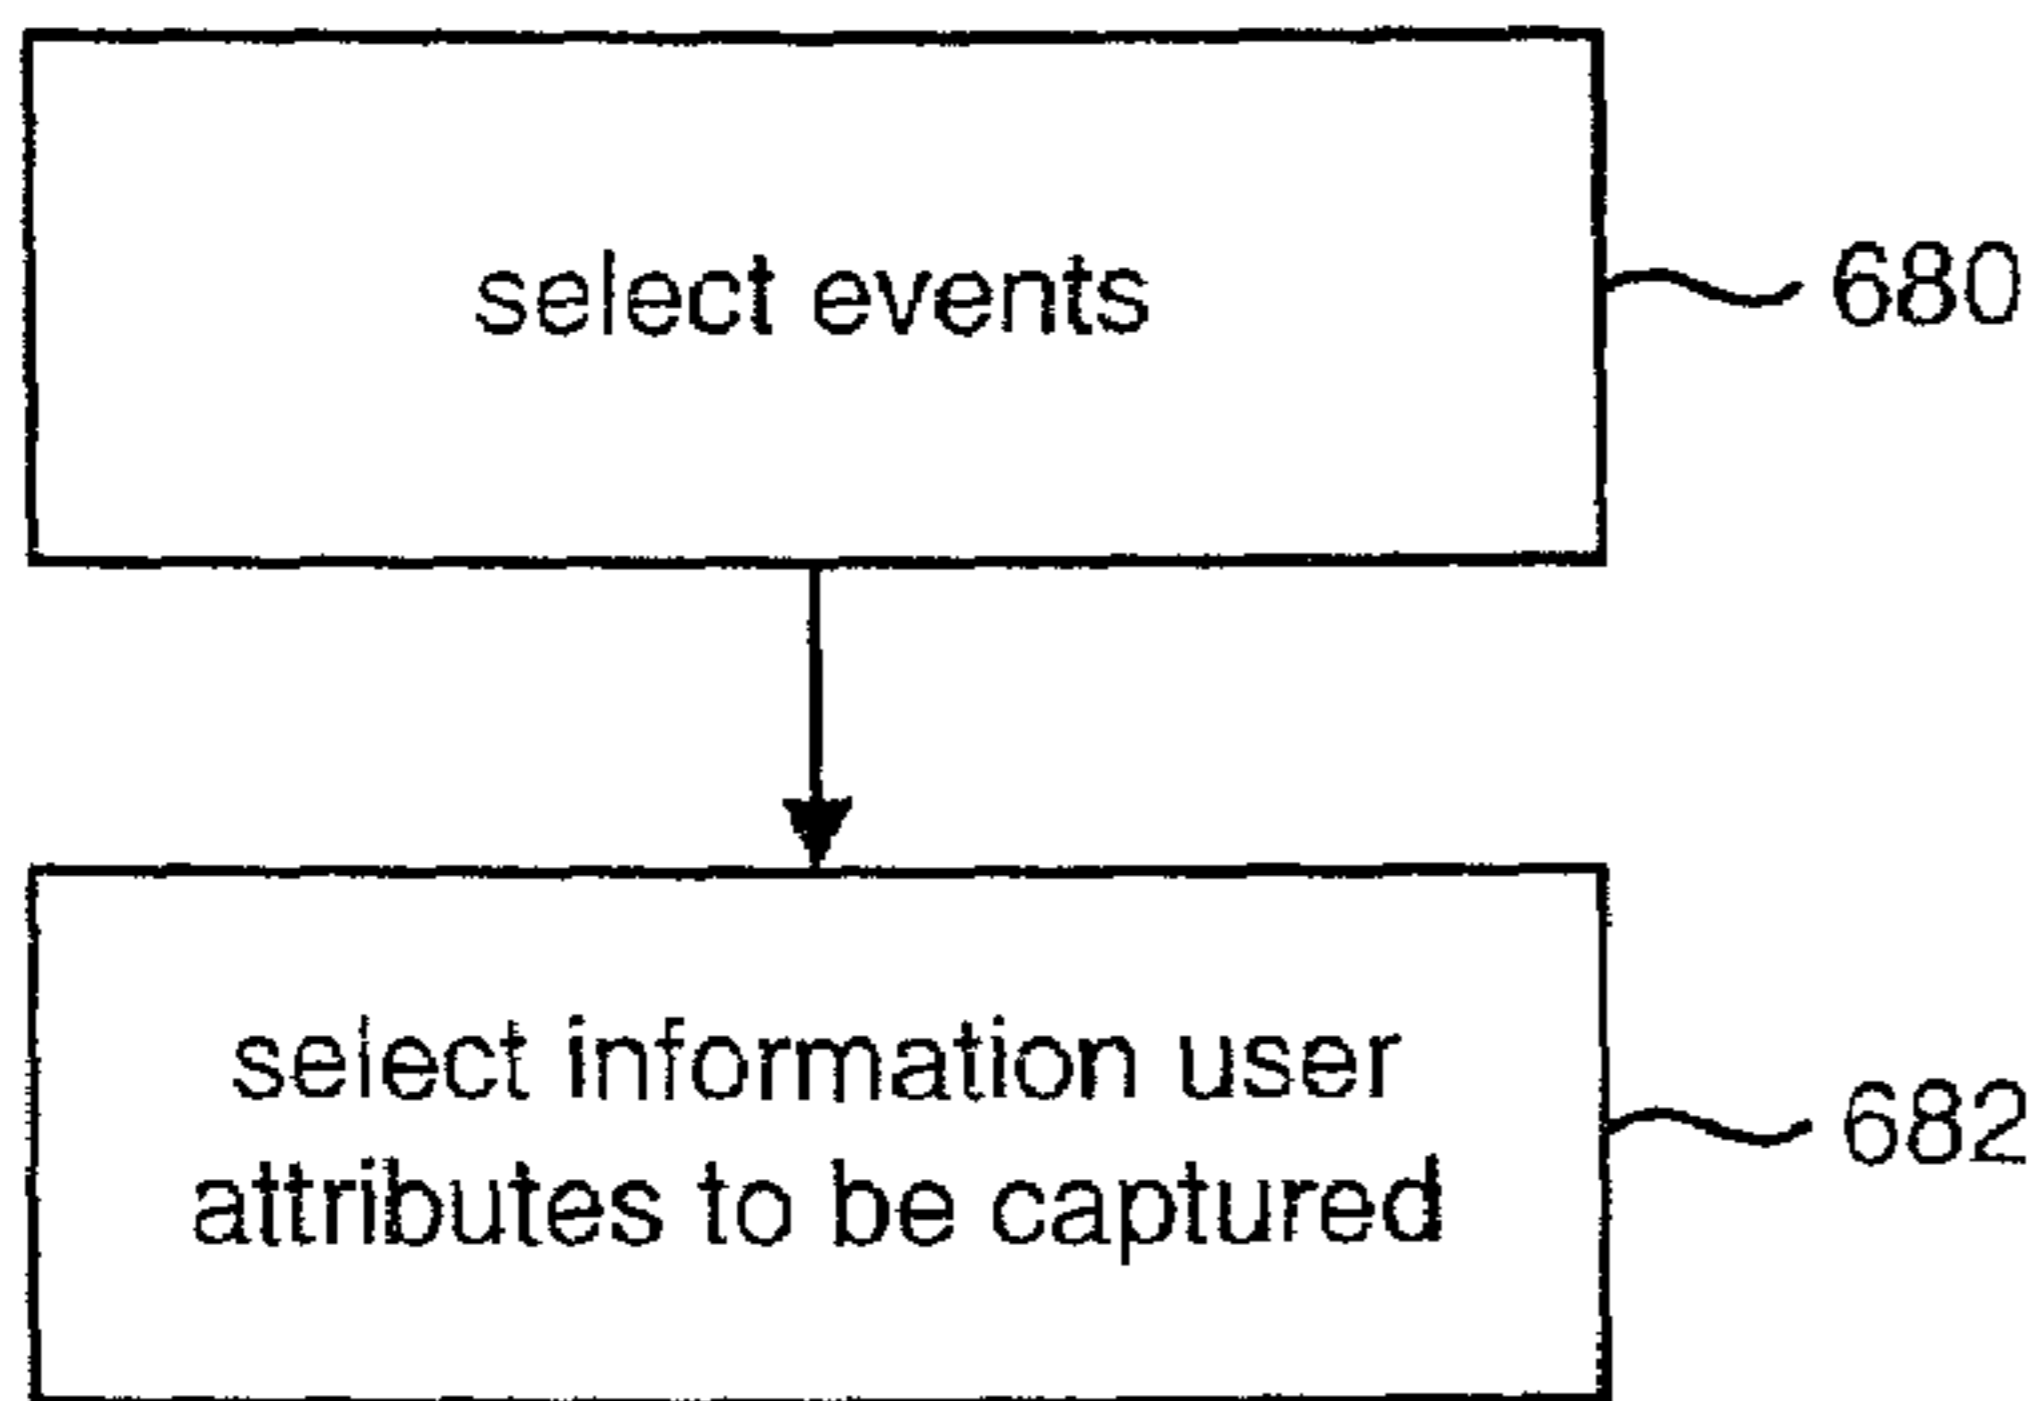 select events
680
select information user
attributes to be captured
682